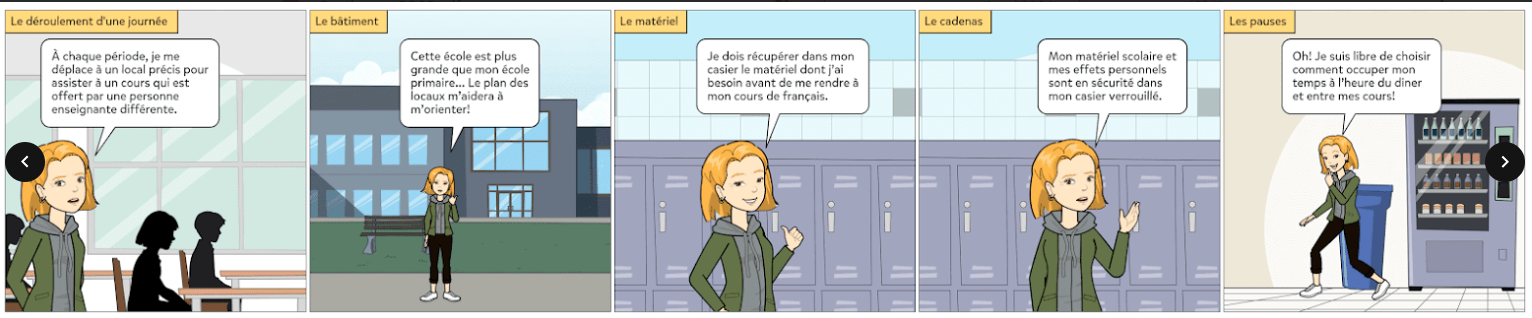 Le déroulement d'une journée
À chaque période, je me
déplace à un local précis pour
assister à un cours qui est
offert par une personne
enseignante différente.
Le bâtiment
Cette école est plus
grande que mon école
primaire... Le plan des
locaux m'aidera à
m'orienter!
Le matériel
Je dois récupérer dans mon
casier le matériel dont j'ai
besoin avant de me rendre à
mon cours de français.
Le cadenas
Mon matériel scolaire et
mes effets personnels
sont en sécurité dans
mon casier verrouillé.
Les pauses
Oh! Je suis libre de choisir
comment occuper mon
temps à l'heure du diner
et entre mes cours!